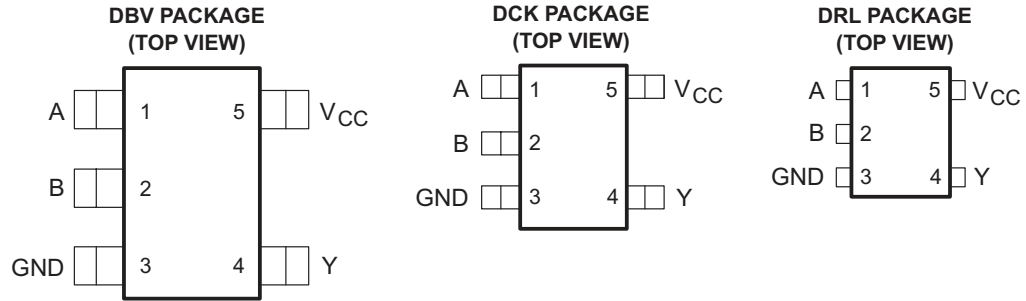 DBV PACKAGE
(TOP VIEW)
A 1 5 VCC
B 2
GND 3 4 Y
DCK PACKAGE
(TOP VIEW)
A 1 5 VCC
B 2
GND 3 4 Y
DRL PACKAGE
(TOP VIEW)
A 1 5 VCC
B 2
GND 3 4 Y